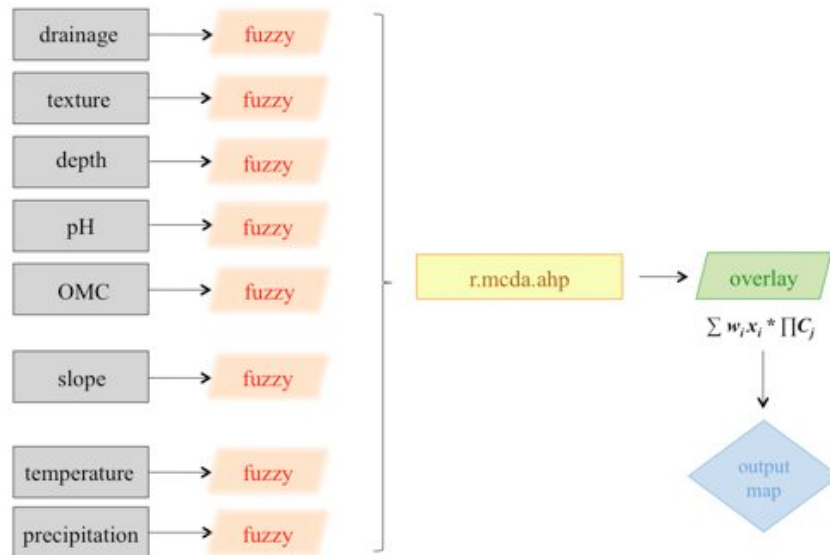 drainage fuzzy
texture fuzzy
depth fuzzy
pH fuzzy
OMC fuzzy
slope fuzzy
temperature fuzzy
precipitation fuzzy
r.mcda.ahp
overlay
∑ wᵢxᵢ * ∏Cⱼ
output
map